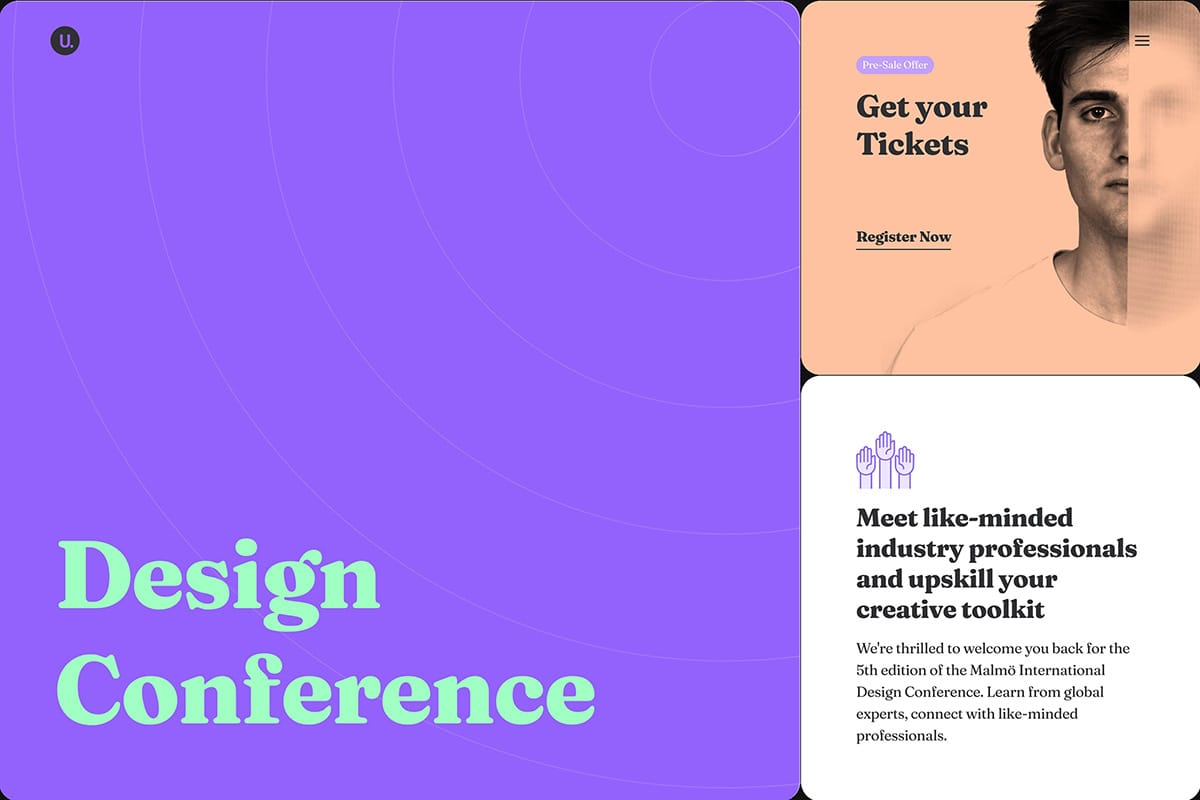 U.
Design
Conference
Pre-Sale Offer
Get your
Tickets
Register Now
Meet like-minded
industry professionals
and upskill your
creative toolkit
We're thrilled to welcome you back for the
5th edition of the Malmö International
Design Conference. Learn from global
experts, connect with like-minded
professionals.